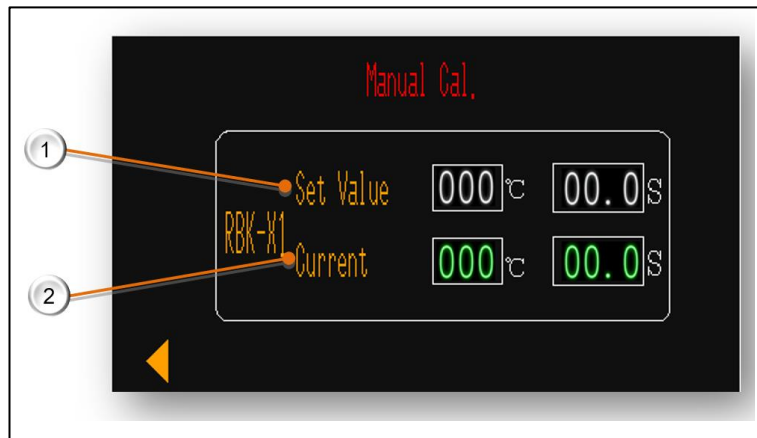 Manual Cal.
1
Set Value 000 ℃ 00.0 S
RBK-X1
2
Current 000 ℃ 00.0 S